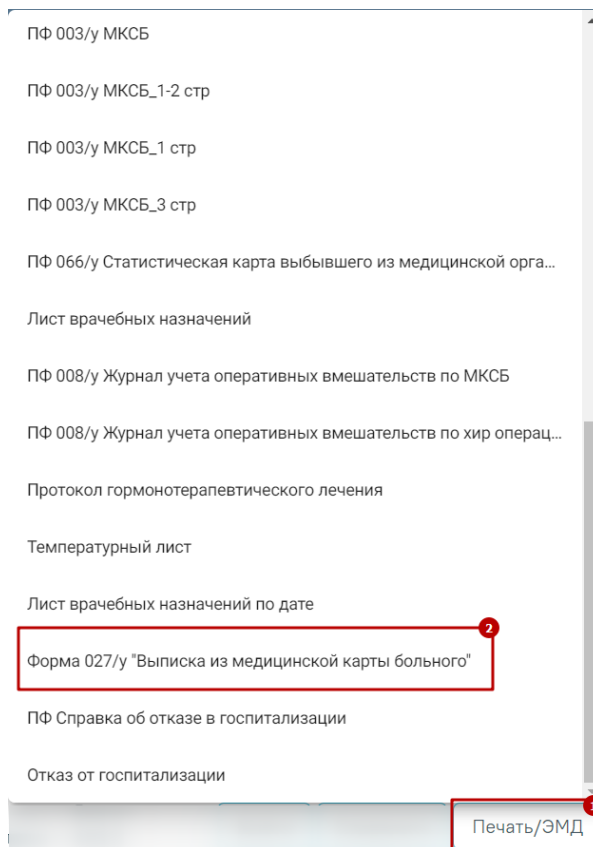 ПФ 003/у МКСБ
ПФ 003/у МКСБ_1-2 стр
ПФ 003/у МКСБ_1 стр
ПФ 003/у МКСБ_3 стр
ПФ 066/у Статистическая карта выбывшего из медицинской орга...
Лист врачебных назначений
ПФ 008/у Журнал учета оперативных вмешательств по МКСБ
ПФ 008/у Журнал учета оперативных вмешательств по хир операц...
Протокол гормонотерапевтического лечения
Температурный лист
Лист врачебных назначений по дате
2
Форма 027/у "Выписка из медицинской карты больного"
ПФ Справка об отказе в госпитализации
Отказ от госпитализации
Печать/ЭМД